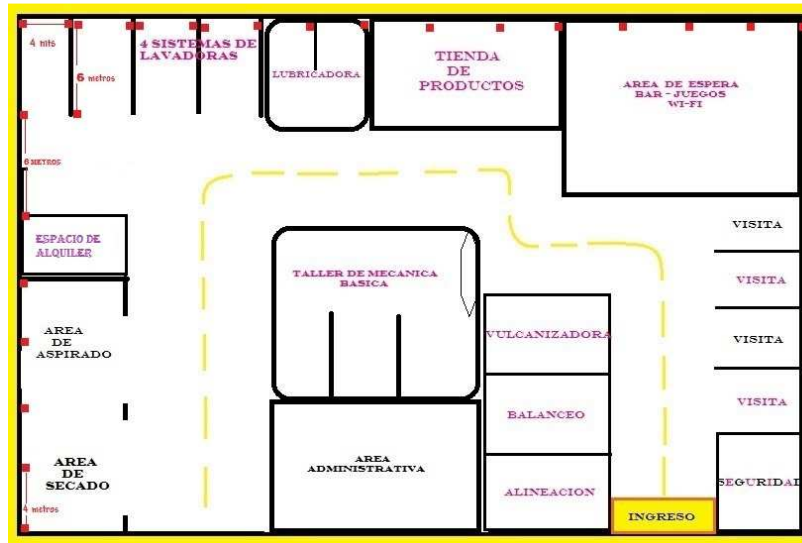 4 mts
6 metros
4 SISTEMAS DE
LAVADORAS
LUBRICADORA
TIENDA
DE
PRODUCTOS
AREA DE ESPERA
BAR - JUEGOS
WI-FI
6 METROS
ESPACIO DE
ALQUILER
TALLER DE MECANICA
BASICA
VISITA
VISITA
VISITA
VISITA
AREA
DE
ASPIRADO
VULCANIZADORA
BALANCEO
ALINEACION
AREA
ADMINISTRATIVA
AREA
DE
SECADO
4 metros
SEGURIDAD
INGRESO